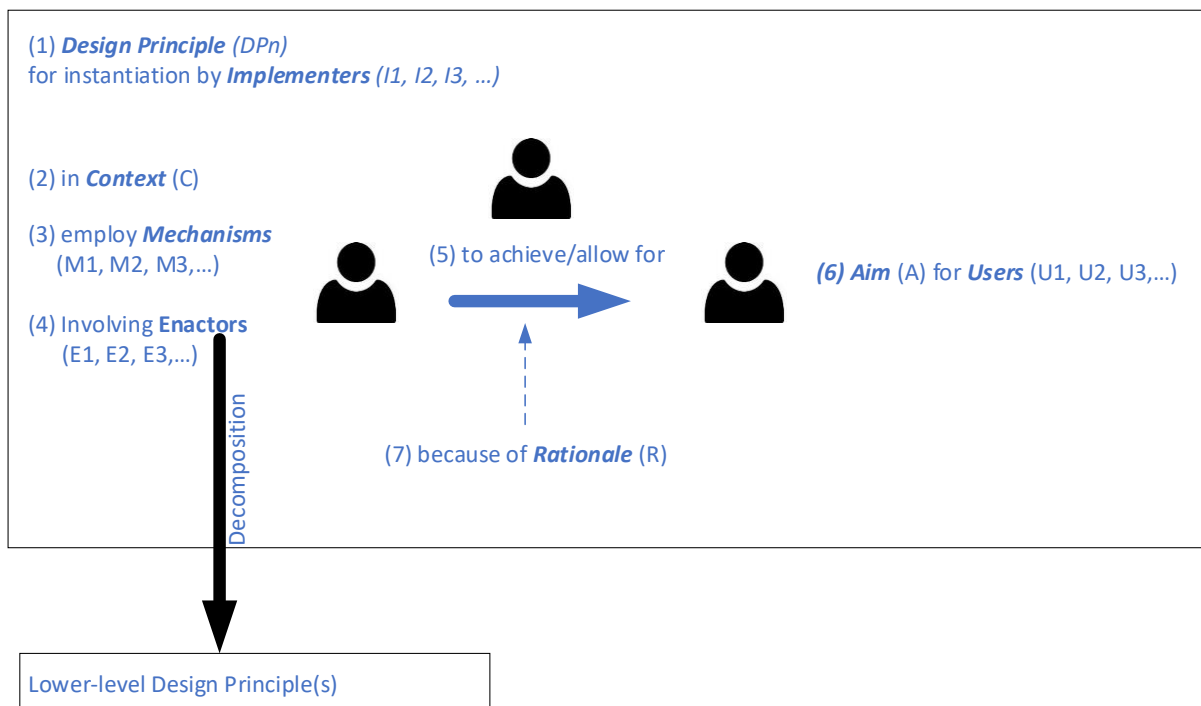 (1) Design Principle (DPn)
for instantiation by Implementers (I1, I2, I3, …)
(2) in Context (C)
(3) employ Mechanisms
(M1, M2, M3,…)
(4) Involving Enactors
(E1, E2, E3,…)
(5) to achieve/allow for
(6) Aim (A) for Users (U1, U2, U3,…)
(7) because of Rationale (R)
Decomposition
Lower-level Design Principle(s)